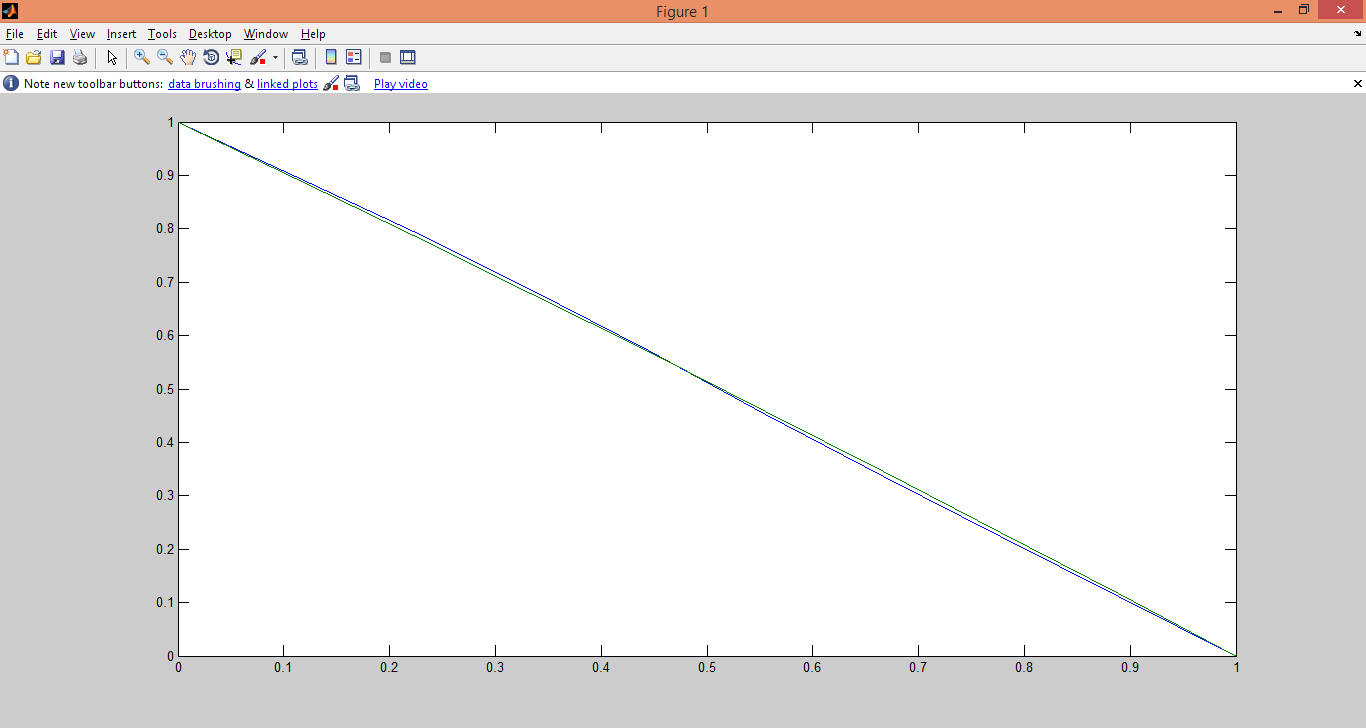 Figure 1
File Edit View Insert Tools Desktop Window Help
Note new toolbar buttons: data brushing & linked plots Play video
1
0.9
0.8
0.7
0.6
0.5
0.4
0.3
0.2
0.1
0
0 0.1 0.2 0.3 0.4 0.5 0.6 0.7 0.8 0.9 1